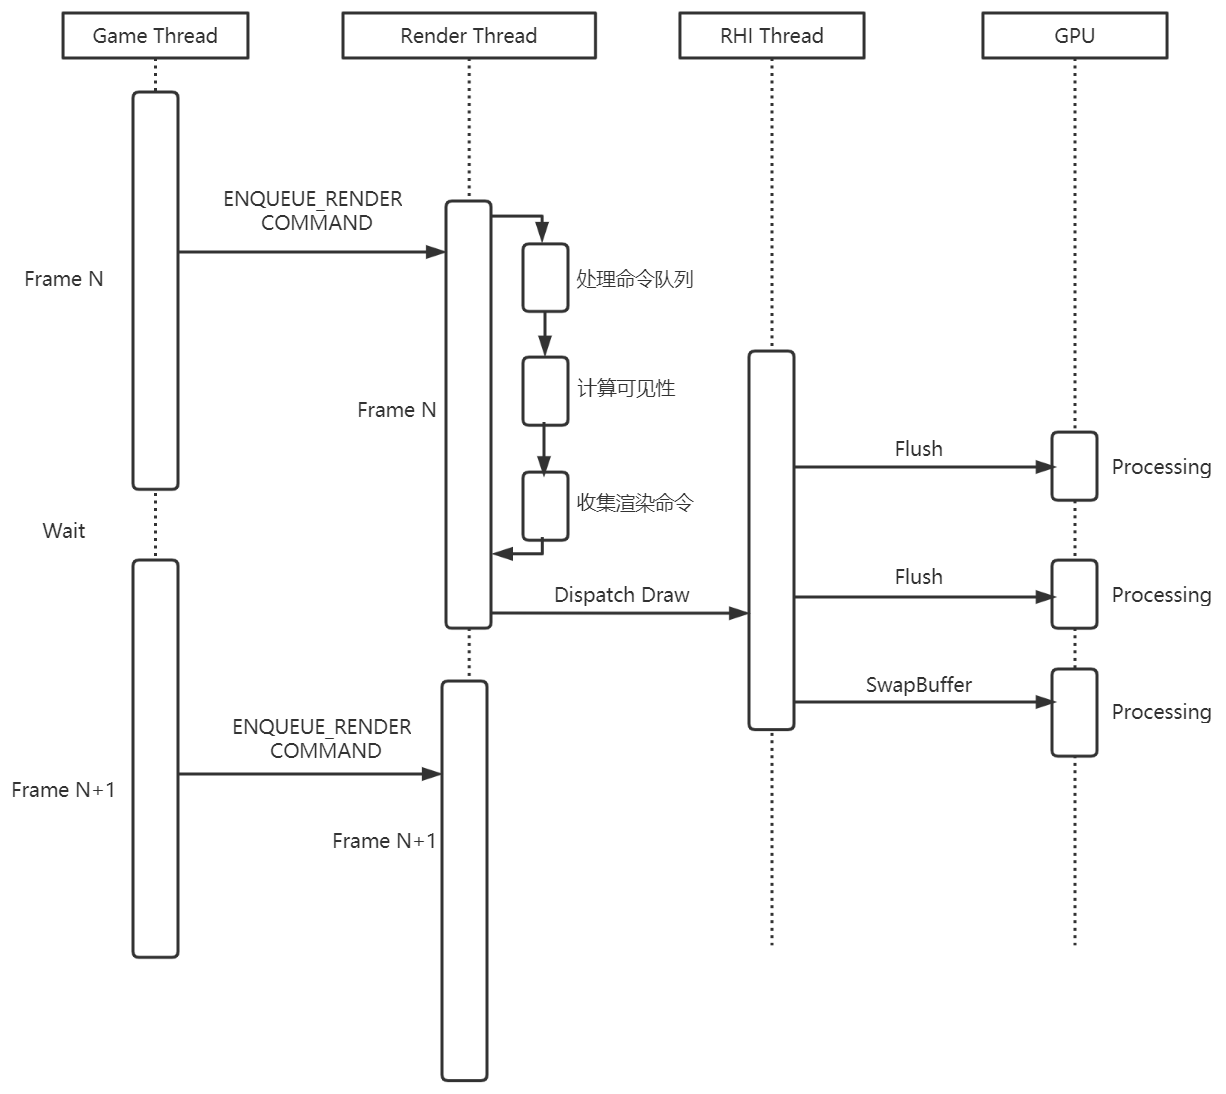 Game Thread
Render Thread
RHI Thread
GPU
ENQUEUE_RENDER
COMMAND
Frame N
处理命令队列
计算可见性
Frame N
Flush
Processing
收集渲染命令
Wait
Flush
Dispatch Draw
Processing
SwapBuffer
Processing
ENQUEUE_RENDER
COMMAND
Frame N+1
Frame N+1